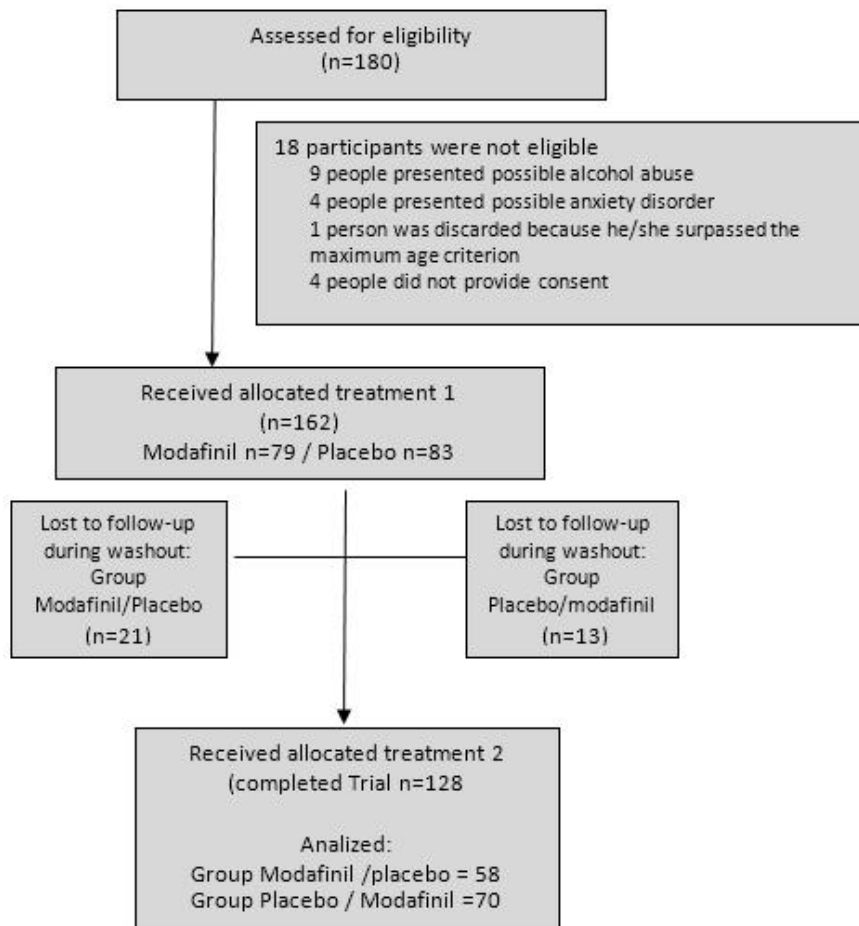 Assessed for eligibility
(n=180)
18 participants were not eligible
9 people presented possible alcohol abuse
4 people presented possible anxiety disorder
1 person was discarded because he/she surpassed the
maximum age criterion
4 people did not provide consent
Received allocated treatment 1
(n=162)
Modafinil n=79 / Placebo n=83
Lost to follow-up
during washout:
Group
Modafinil/Placebo
(n=21)
Lost to follow-up
during washout:
Group
Placebo/modafinil
(n=13)
Received allocated treatment 2
(completed Trial n=128
Analized:
Group Modafinil /placebo = 58
Group Placebo / Modafinil =70